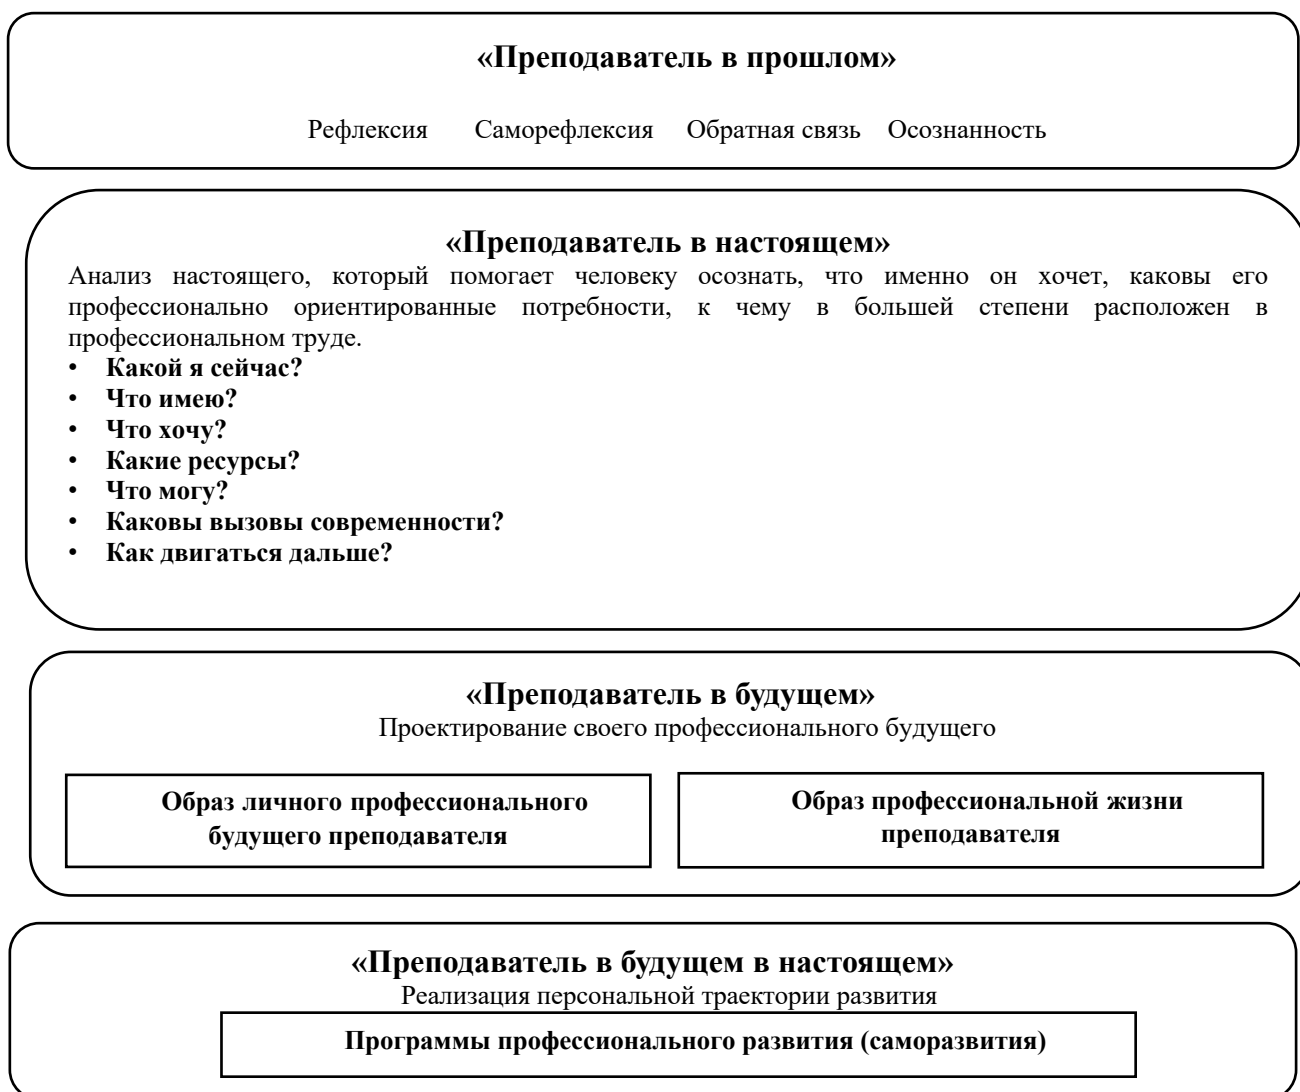 «Преподаватель в прошлом»
Рефлексия Саморефлексия Обратная связь Осознанность
«Преподаватель в настоящем»
Анализ настоящего, который помогает человеку осознать, что именно он хочет, каковы его
профессионально ориентированные потребности, к чему в большей степени расположен в
профессиональном труде.
• Какой я сейчас?
• Что имею?
• Что хочу?
• Какие ресурсы?
• Что могу?
• Каковы вызовы современности?
• Как двигаться дальше?
«Преподаватель в будущем»
Проектирование своего профессионального будущего
Образ личного профессионального
будущего преподавателя
Образ профессиональной жизни
преподавателя
«Преподаватель в будущем в настоящем»
Реализация персональной траектории развития
Программы профессионального развития (саморазвития)